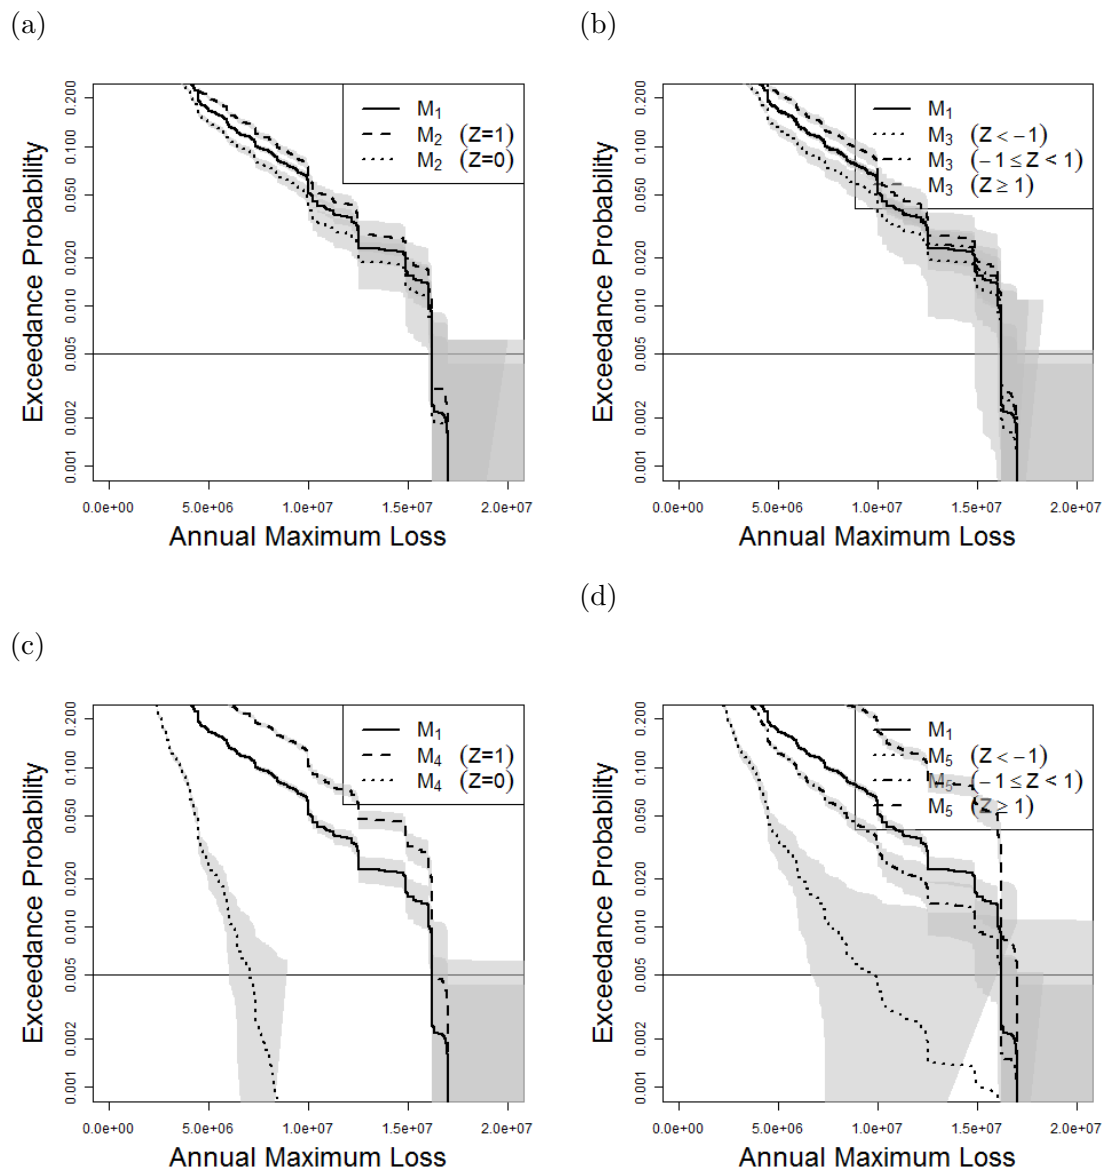 (a)
M₁
M₂ (Z=1)
M₂ (Z=0)
Exceedance Probability
0.200
0.100
0.050
0.020
0.010
0.005
0.002
0.001
0.0e+00 5.0e+06 1.0e+07 1.5e+07 2.0e+07
Annual Maximum Loss
(b)
M₁
M₃ (Z < −1)
M₃ (−1 ≤ Z < 1)
M₃ (Z ≥ 1)
Exceedance Probability
0.200
0.100
0.050
0.020
0.010
0.005
0.002
0.001
0.0e+00 5.0e+06 1.0e+07 1.5e+07 2.0e+07
Annual Maximum Loss
(c)
M₁
M₄ (Z=1)
M₄ (Z=0)
Exceedance Probability
0.200
0.100
0.050
0.020
0.010
0.005
0.002
0.001
0.0e+00 5.0e+06 1.0e+07 1.5e+07 2.0e+07
Annual Maximum Loss
(d)
M₁
M₅ (Z < −1)
M₅ (−1 ≤ Z < 1)
M₅ (Z ≥ 1)
Exceedance Probability
0.200
0.100
0.050
0.020
0.010
0.005
0.002
0.001
0.0e+00 5.0e+06 1.0e+07 1.5e+07 2.0e+07
Annual Maximum Loss